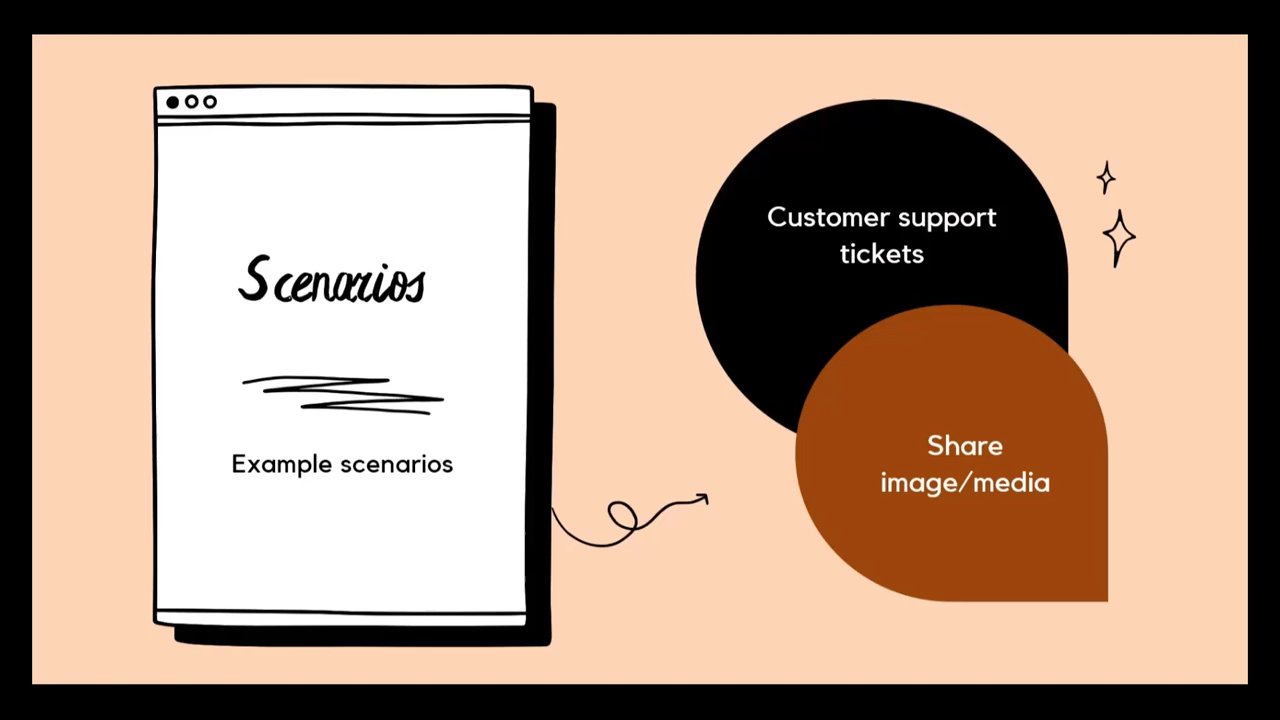 Scenarios
Example scenarios
Customer support
tickets
Share
image/media